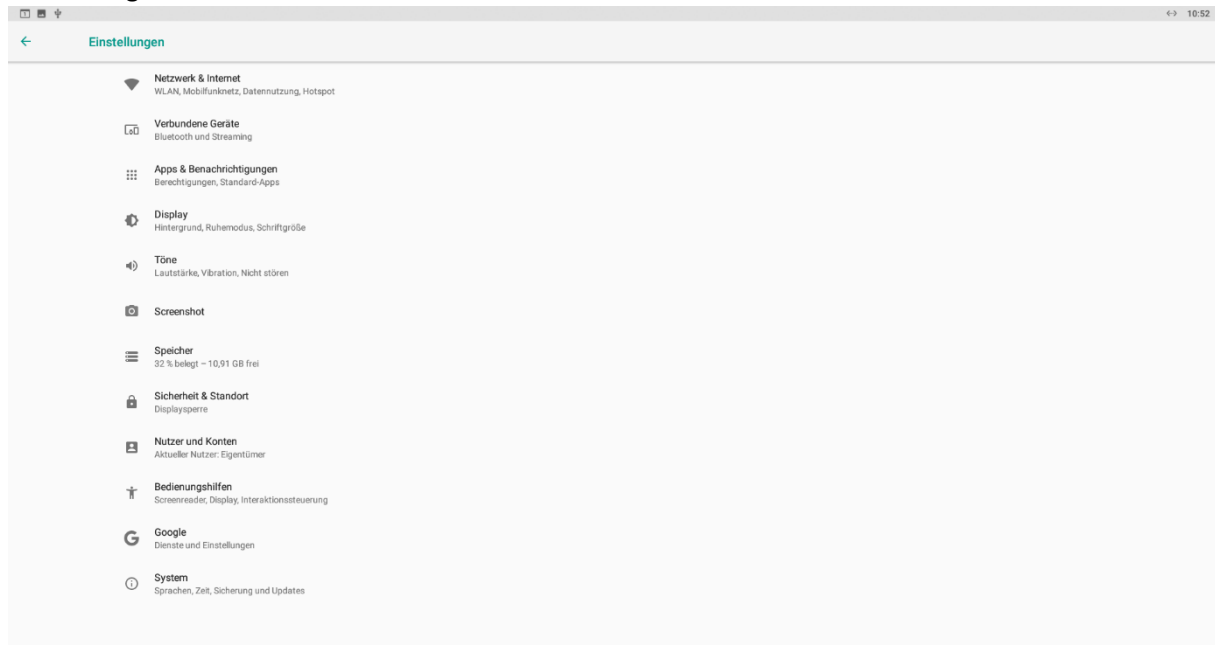 10:52
Einstellungen
Netzwerk & Internet
WLAN, Mobilfunknetz, Datennutzung, Hotspot
Verbundene Geräte
Bluetooth und Streaming
Apps & Benachrichtigungen
Berechtigungen, Standard-Apps
Display
Hintergrund, Ruhemodus, Schriftgröße
Töne
Lautstärke, Vibration, Nicht stören
Screenshot
Speicher
32 % belegt – 10,91 GB frei
Sicherheit & Standort
Displaysperre
Nutzer und Konten
Aktueller Nutzer: Eigentümer
Bedienungshilfen
Screenreader, Display, Interaktionssteuerung
Google
Dienste und Einstellungen
System
Sprachen, Zeit, Sicherung und Updates